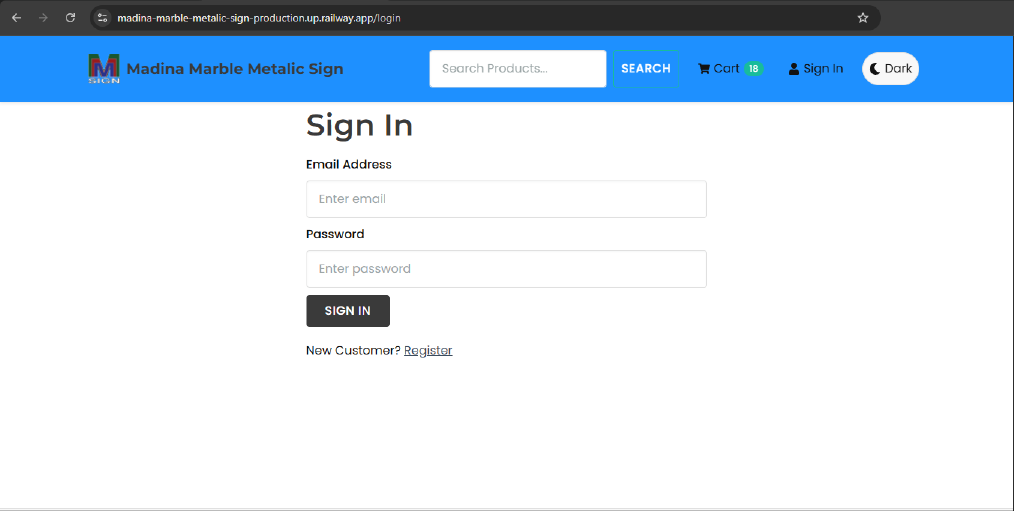 madina-marble-metalic-sign-production.up.railway.app/login
M
SIGN
Madina Marble Metalic Sign
Search Products...
SEARCH
Cart 18
Sign In
Dark
Sign In
Email Address
Enter email
Password
Enter password
SIGN IN
New Customer? Register